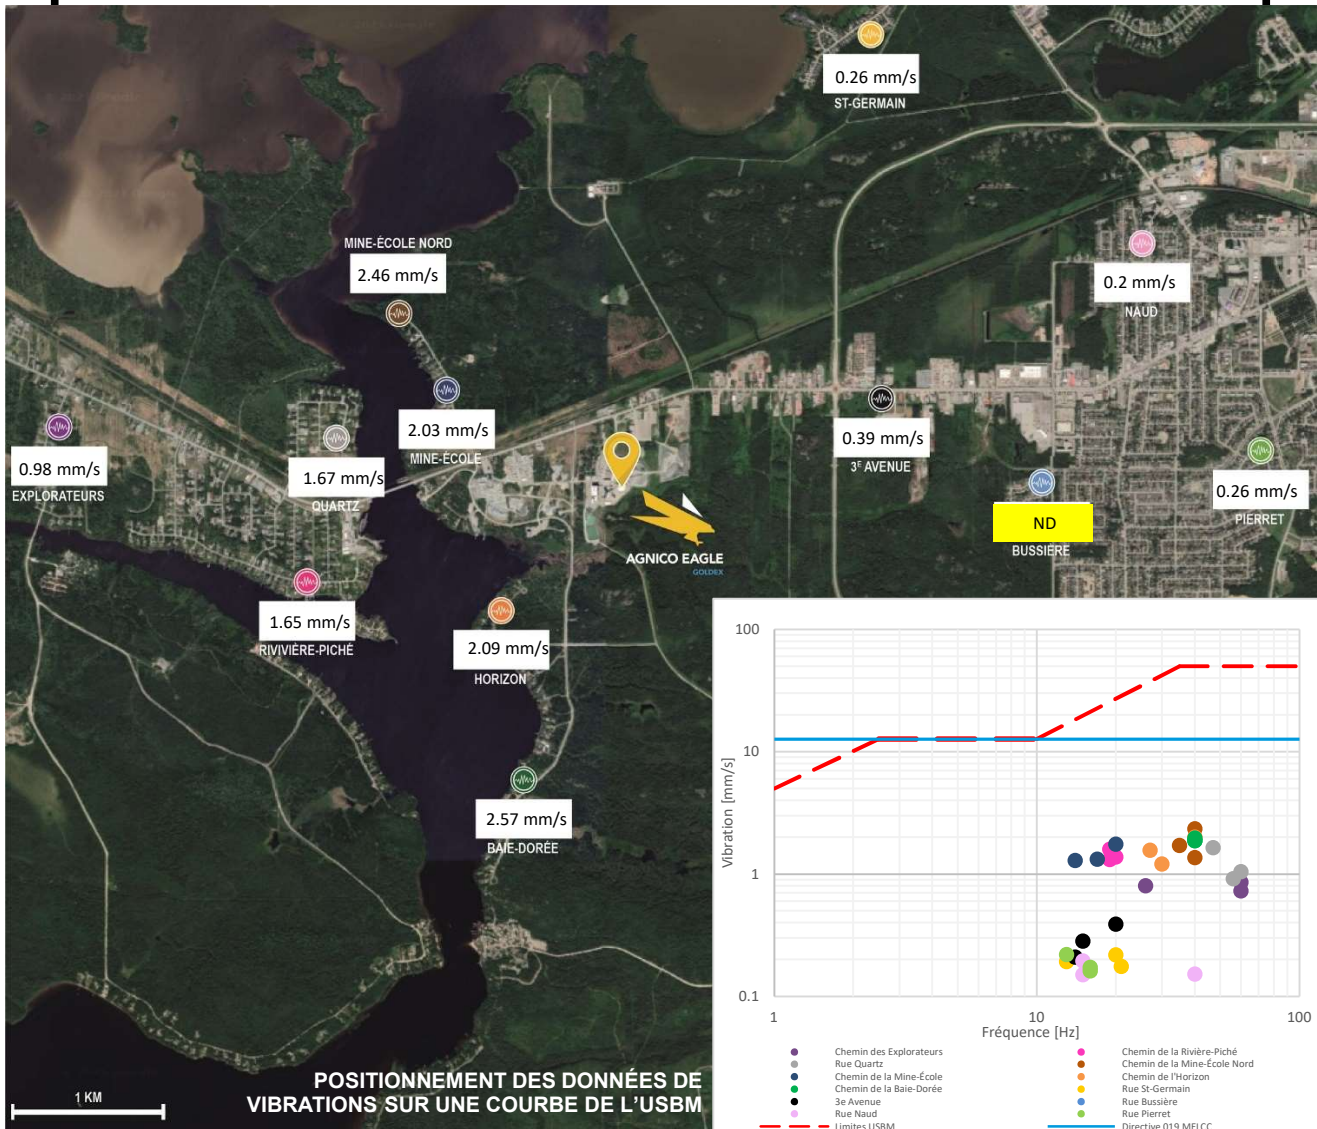 0.26 mm/s
ST-GERMAIN
MINE-ÉCOLE NORD
2.46 mm/s
0.2 mm/s
NAUD
2.03 mm/s
MINE-ÉCOLE
0.39 mm/s
3E AVENUE
0.98 mm/s
EXPLORATEURS
1.67 mm/s
QUARTZ
0.26 mm/s
PIERRET
ND
BUSSIÈRE
AGNICO EAGLE
GOLDEX
1.65 mm/s
RIVIVIÈRE-PICHÉ
2.09 mm/s
HORIZON
2.57 mm/s
BAIE-DORÉE
100
10
1
0.1
Vibration [mm/s]
1
10
100
Fréquence [Hz]
Chemin des Explorateurs
Chemin de la Rivière-Piché
Rue Quartz
Chemin de la Mine-École Nord
Chemin de la Mine-École
Chemin de l'Horizon
Chemin de la Baie-Dorée
Rue St-Germain
3e Avenue
Rue Bussière
Rue Naud
Rue Pierret
Limites USBM
Directive 019 MELCC
POSITIONNEMENT DES DONNÉES DE
VIBRATIONS SUR UNE COURBE DE L'USBM
1 KM